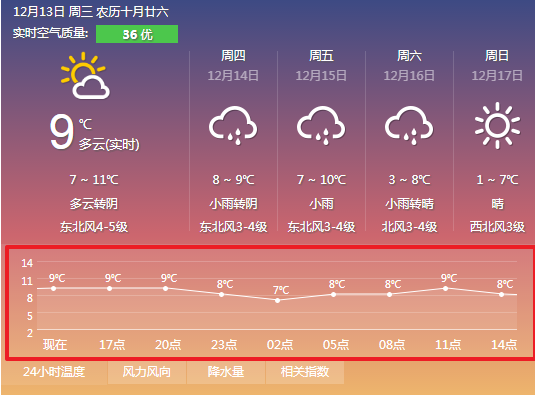 12月13日 周三 农历十月廿六
实时空气质量: 36 优
9 ℃
多云(实时)
7 ~ 11℃
多云转阴
东北风4-5级
周四
12月14日
8 ~ 9℃
小雨转阴
东北风3-4级
周五
12月15日
7 ~ 10℃
小雨
东北风3-4级
周六
12月16日
3 ~ 8℃
小雨转晴
北风3-4级
周日
12月17日
1 ~ 7℃
晴
西北风3级
14
11
8
5
2
9℃ 9℃ 9℃ 8℃ 7℃ 8℃ 8℃ 9℃ 8℃
现在 17点 20点 23点 02点 05点 08点 11点 14点
24小时温度 风力风向 降水量 相关指数